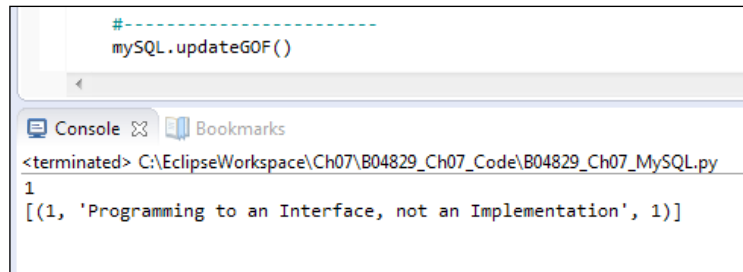 #------------------------
mySQL.updateGOF()
Console Bookmarks
<terminated> C:\EclipseWorkspace\Ch07\B04829_Ch07_Code\B04829_Ch07_MySQL.py
1
[(1, 'Programming to an Interface, not an Implementation', 1)]